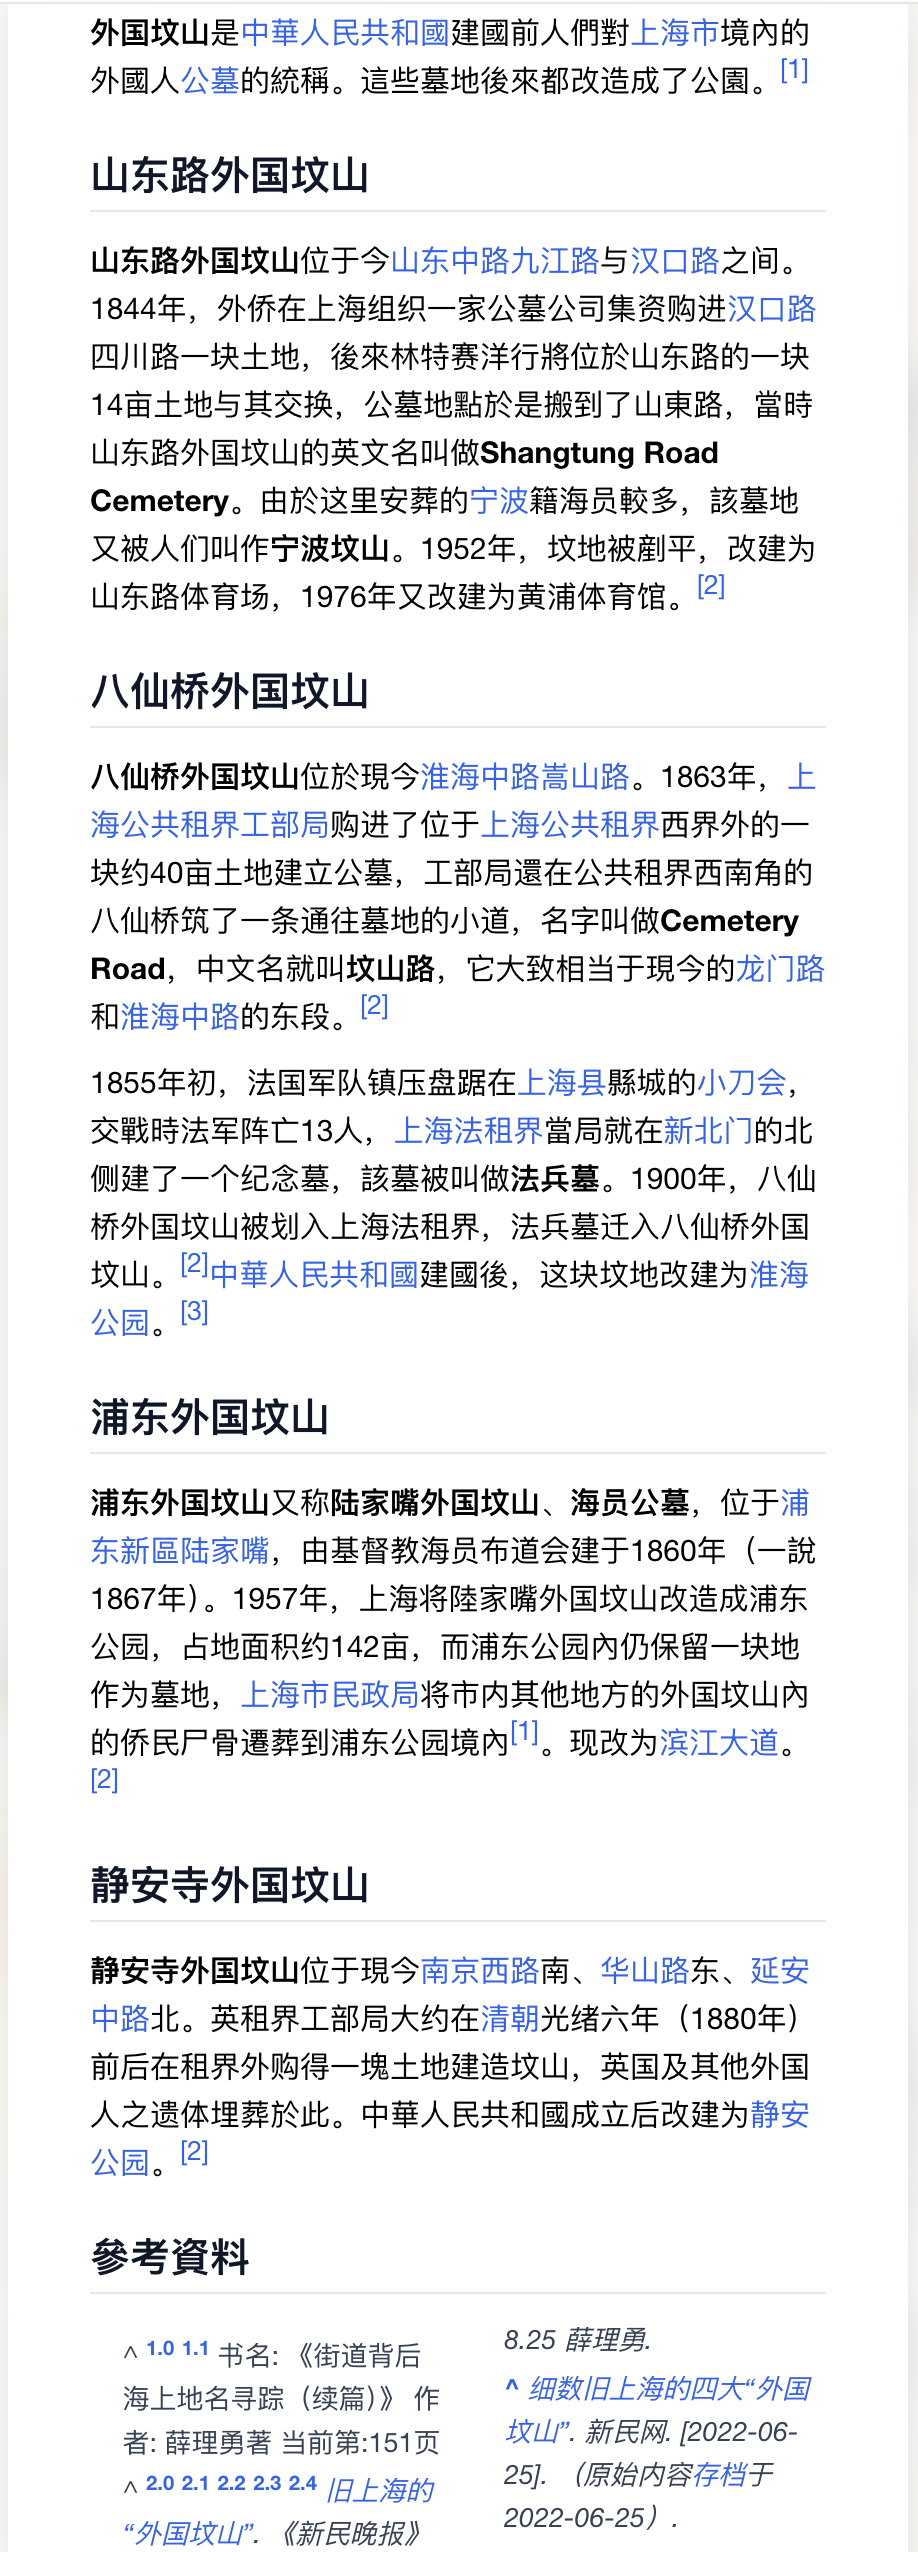 外国坟山是中華人民共和國建國前人們對上海市境內的
外國人公墓的統稱。這些墓地後來都改造成了公園。[1]
山东路外国坟山
山东路外国坟山位于今山东中路九江路与汉口路之间。
1844年，外侨在上海组织一家公墓公司集资购进汉口路
四川路一块土地，後來林特赛洋行將位於山东路的一块
14亩土地与其交换，公墓地點於是搬到了山東路，當時
山东路外国坟山的英文名叫做Shangtung Road
Cemetery。由於这里安葬的宁波籍海员較多，該墓地
又被人们叫作宁波坟山。1952年，坟地被剷平，改建为
山东路体育场，1976年又改建为黄浦体育馆。[2]
八仙桥外国坟山
八仙桥外国坟山位於現今淮海中路嵩山路。1863年，上
海公共租界工部局购进了位于上海公共租界西界外的一
块约40亩土地建立公墓，工部局還在公共租界西南角的
八仙桥筑了一条通往墓地的小道，名字叫做Cemetery
Road，中文名就叫坟山路，它大致相当于現今的龙门路
和淮海中路的东段。[2]
1855年初，法国军队镇压盘踞在上海县縣城的小刀会，
交戰時法军阵亡13人，上海法租界當局就在新北门的北
侧建了一个纪念墓，該墓被叫做法兵墓。1900年，八仙
桥外国坟山被划入上海法租界，法兵墓迁入八仙桥外国
坟山。[2]中華人民共和國建國後，这块坟地改建为淮海
公园。[3]
浦东外国坟山
浦东外国坟山又称陆家嘴外国坟山、海员公墓，位于浦
东新區陆家嘴，由基督教海员布道会建于1860年（一說
1867年）。1957年，上海将陸家嘴外国坟山改造成浦东
公园，占地面积约142亩，而浦东公园內仍保留一块地
作为墓地，上海市民政局将市内其他地方的外国坟山內
的侨民尸骨遷葬到浦东公园境內[1]。现改为滨江大道。
[2]
静安寺外国坟山
静安寺外国坟山位于現今南京西路南、华山路东、延安
中路北。英租界工部局大约在清朝光绪六年（1880年）
前后在租界外购得一塊土地建造坟山，英国及其他外国
人之遗体埋葬於此。中華人民共和國成立后改建为静安
公园。[2]
參考資料
^ 1.0 1.1 书名: 《街道背后
海上地名寻踪（续篇）》 作
者: 薛理勇著 当前第:151页
^ 2.0 2.1 2.2 2.3 2.4 旧上海的
“外国坟山”. 《新民晚报》
8.25 薛理勇.
^ 细数旧上海的四大“外国
坟山”. 新民网. [2022-06-
25]. （原始内容存档于
2022-06-25）.